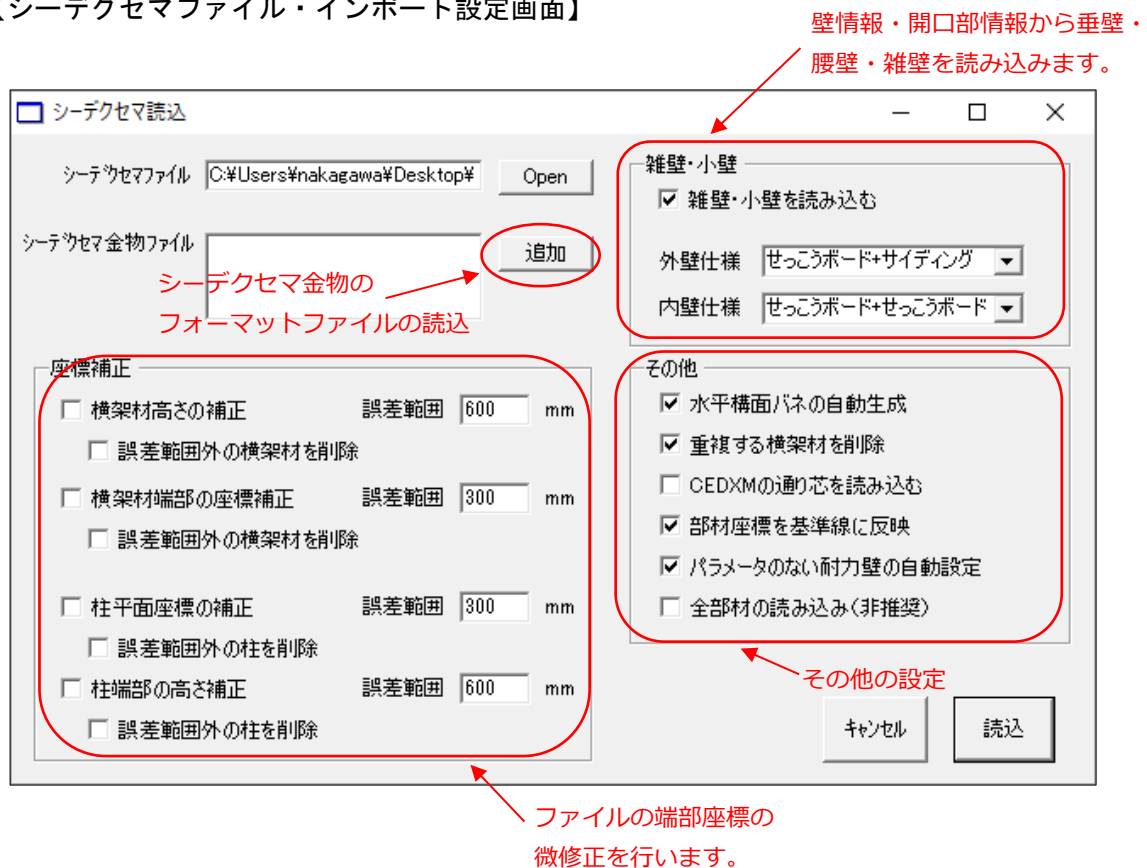 【シーデクセマファイル・インポート設定画面】
壁情報・開口部情報から垂壁・
腰壁・雑壁を読み込みます。
シーデクセマ読込
シーデクセマファイル C:¥Users¥nakagawa¥Desktop¥ Open
シーデクセマ金物ファイル 追加
シーデクセマ金物の
フォーマットファイルの読込
雑壁・小壁
雑壁・小壁を読み込む
外壁仕様 せっこうボード+サイディング
内壁仕様 せっこうボード+せっこうボード
座標補正
横架材高さの補正 誤差範囲 600 mm
誤差範囲外の横架材を削除
横架材端部の座標補正 誤差範囲 300 mm
誤差範囲外の横架材を削除
柱平面座標の補正 誤差範囲 300 mm
誤差範囲外の柱を削除
柱端部の高さ補正 誤差範囲 600 mm
誤差範囲外の柱を削除
その他
水平構面バネの自動生成
重複する横架材を削除
CEDXMの通り芯を読み込む
部材座標を基準線に反映
パラメータのない耐力壁の自動設定
全部材の読み込み(非推奨)
その他の設定
キャンセル 読込
ファイルの端部座標の
微修正を行います。